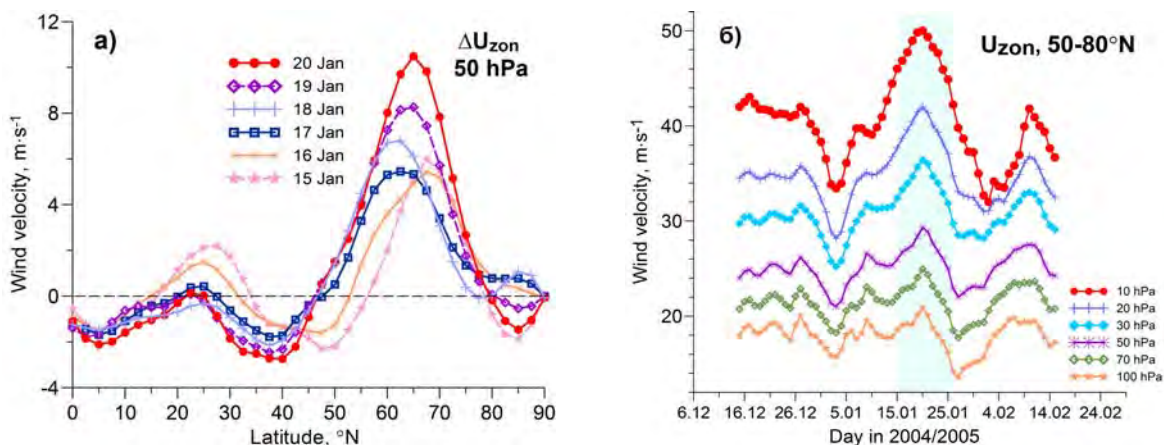 а)
ΔUzon
50 hPa
20 Jan
19 Jan
18 Jan
17 Jan
16 Jan
15 Jan
Wind velocity, m·s-1
12
8
4
0
-4
0 10 20 30 40 50 60 70 80 90
Latitude, °N
б)
Uzon, 50-80°N
Wind velocity, m·s-1
50
40
30
20
10 hPa
20 hPa
30 hPa
50 hPa
70 hPa
100 hPa
6.12 16.12 26.12 5.01 15.01 25.01 4.02 14.02 24.02
Day in 2004/2005